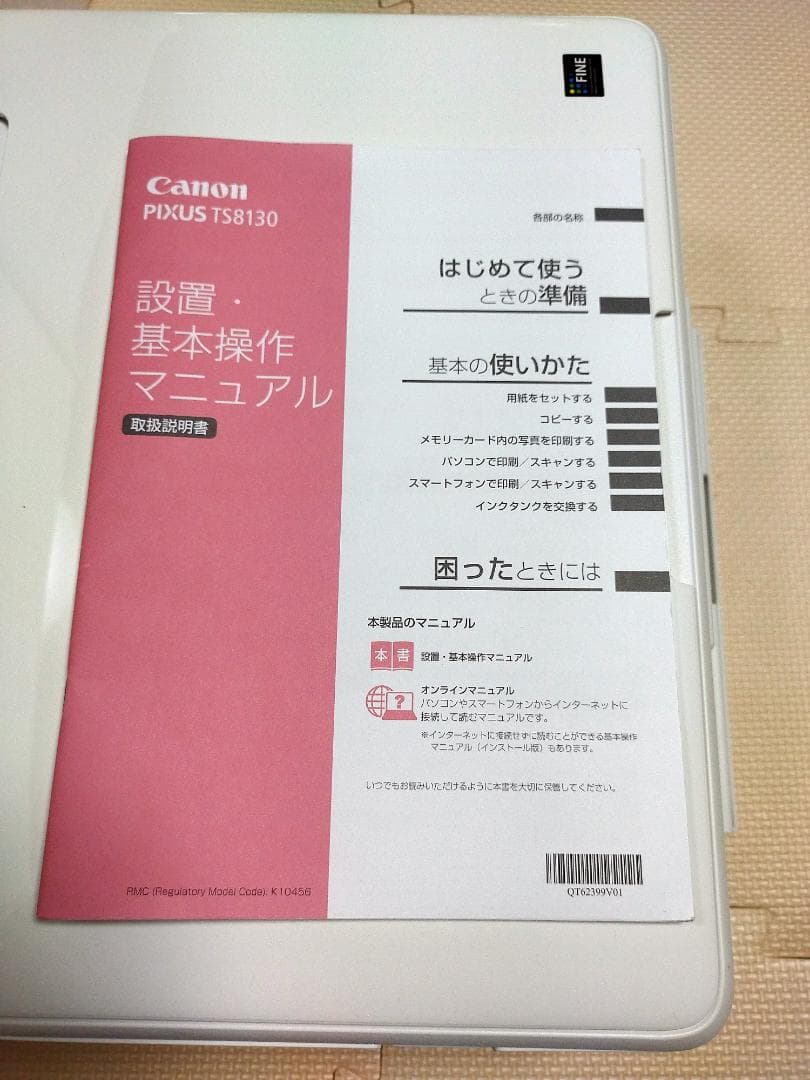 FINE
Canon
PIXUS TS8130
設置・
基本操作
マニュアル
取扱説明書
RMC (Regulatory Model Code): K10456
各部の名称
はじめて使う
ときの準備
基本の使いかた
用紙をセットする
コピーする
メモリーカード内の写真を印刷する
パソコンで印刷／スキャンする
スマートフォンで印刷／スキャンする
インクタンクを交換する
困ったときには
本製品のマニュアル
本書
設置・基本操作マニュアル
?
オンラインマニュアル
パソコンやスマートフォンからインターネットに
接続して読むマニュアルです。
※インターネットに接続せずに読むことができる基本操作
マニュアル（インストール版）もあります。
いつでもお読みいただけるように本書を大切に保管してください。
QT62399V01